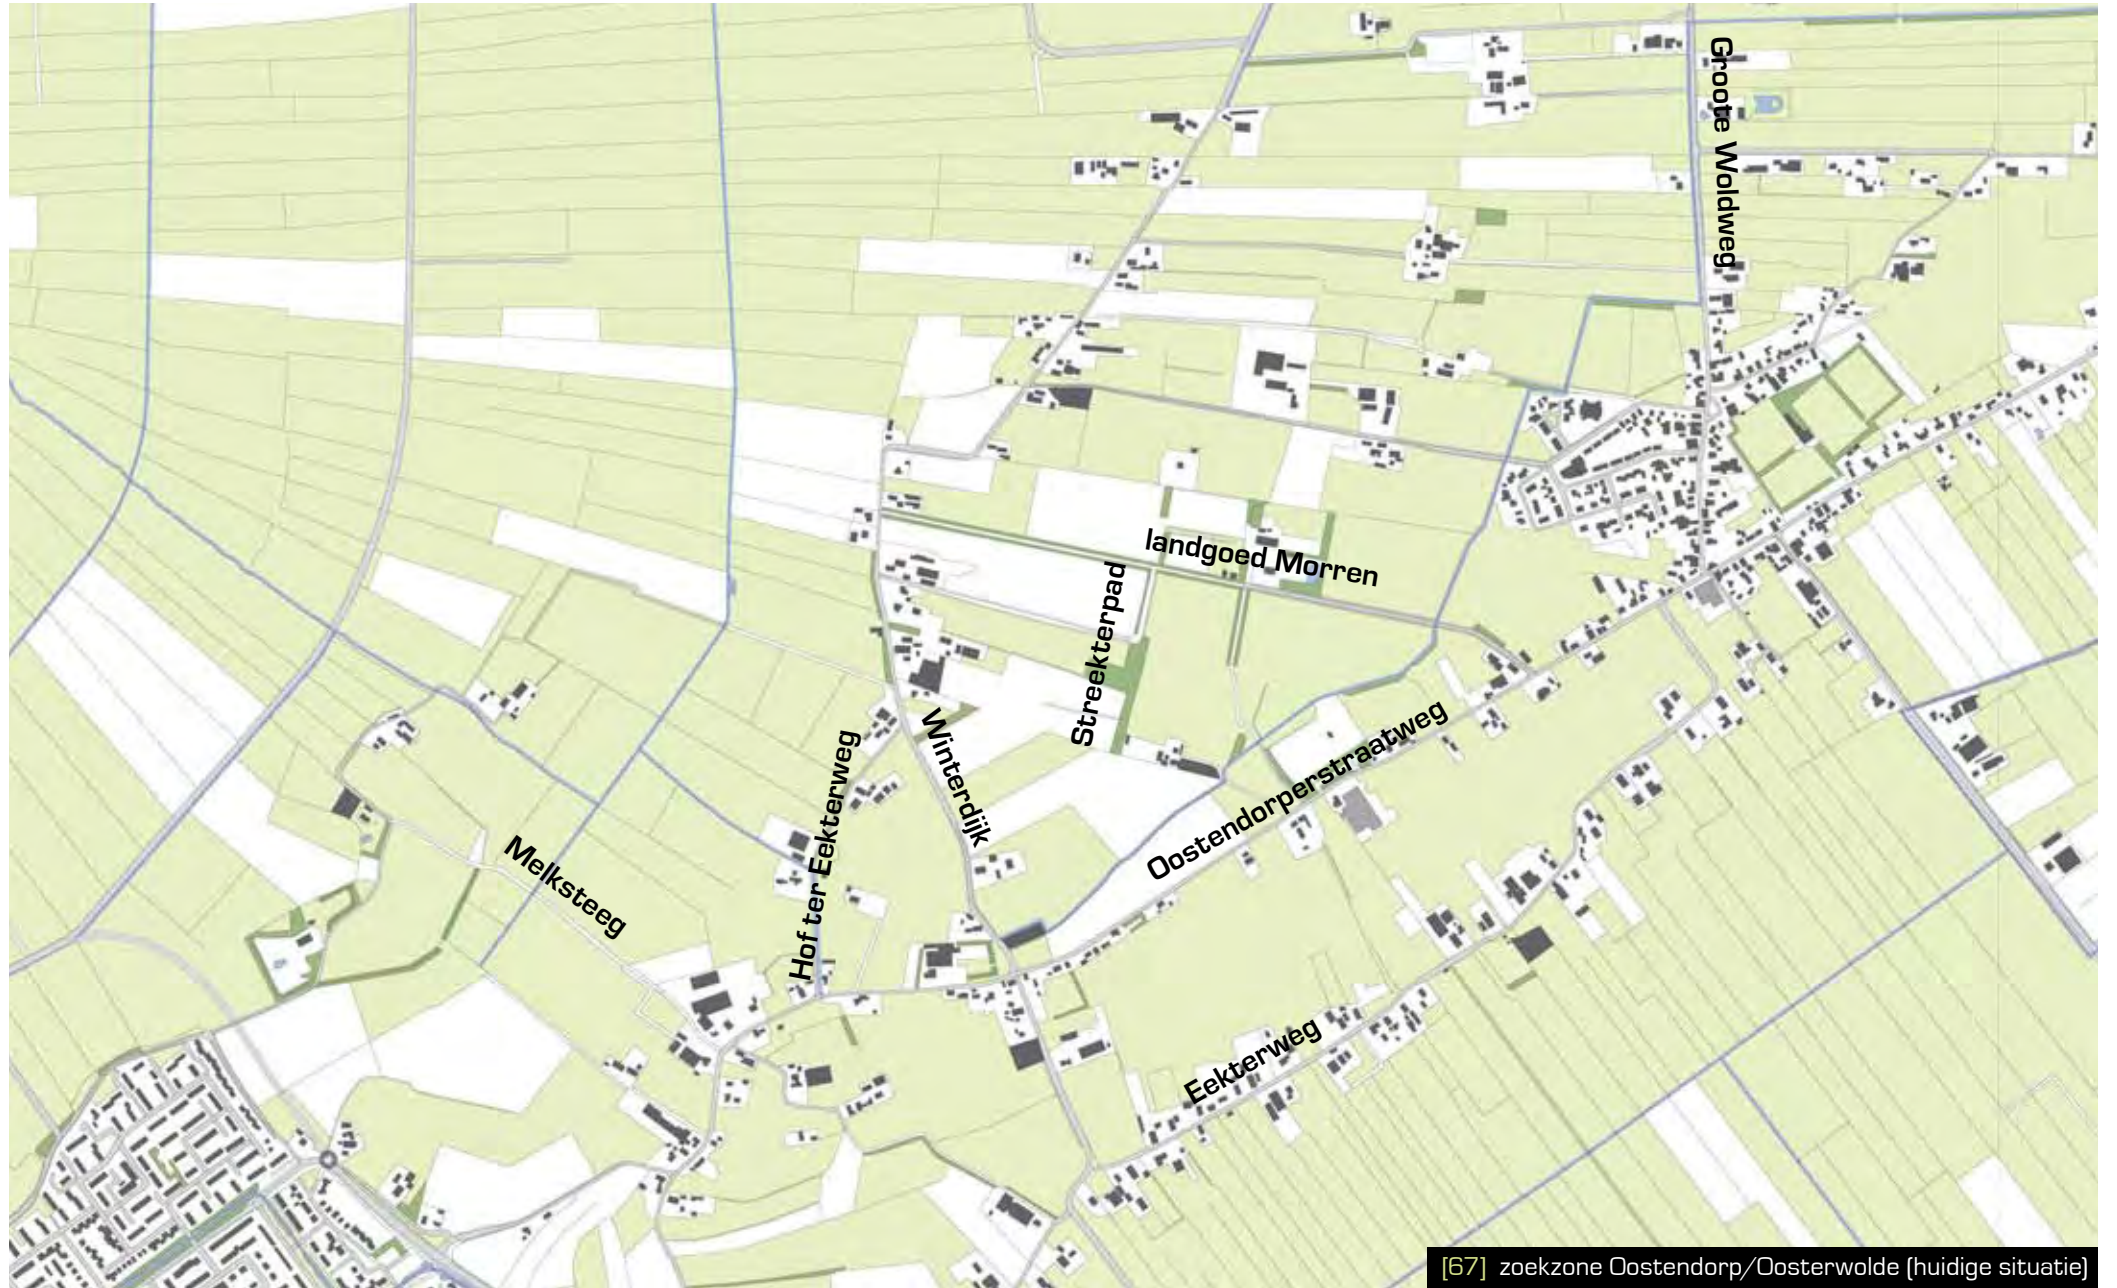 Groote Woldweg
landgoed Morren
Streekterpad
Winterdijk
Hof ter Eekterweg
Oostendorperstraatweg
Melksteeg
Eekterweg
[67] zoekzone Oostendorp/Oosterwolde (huidige situatie)